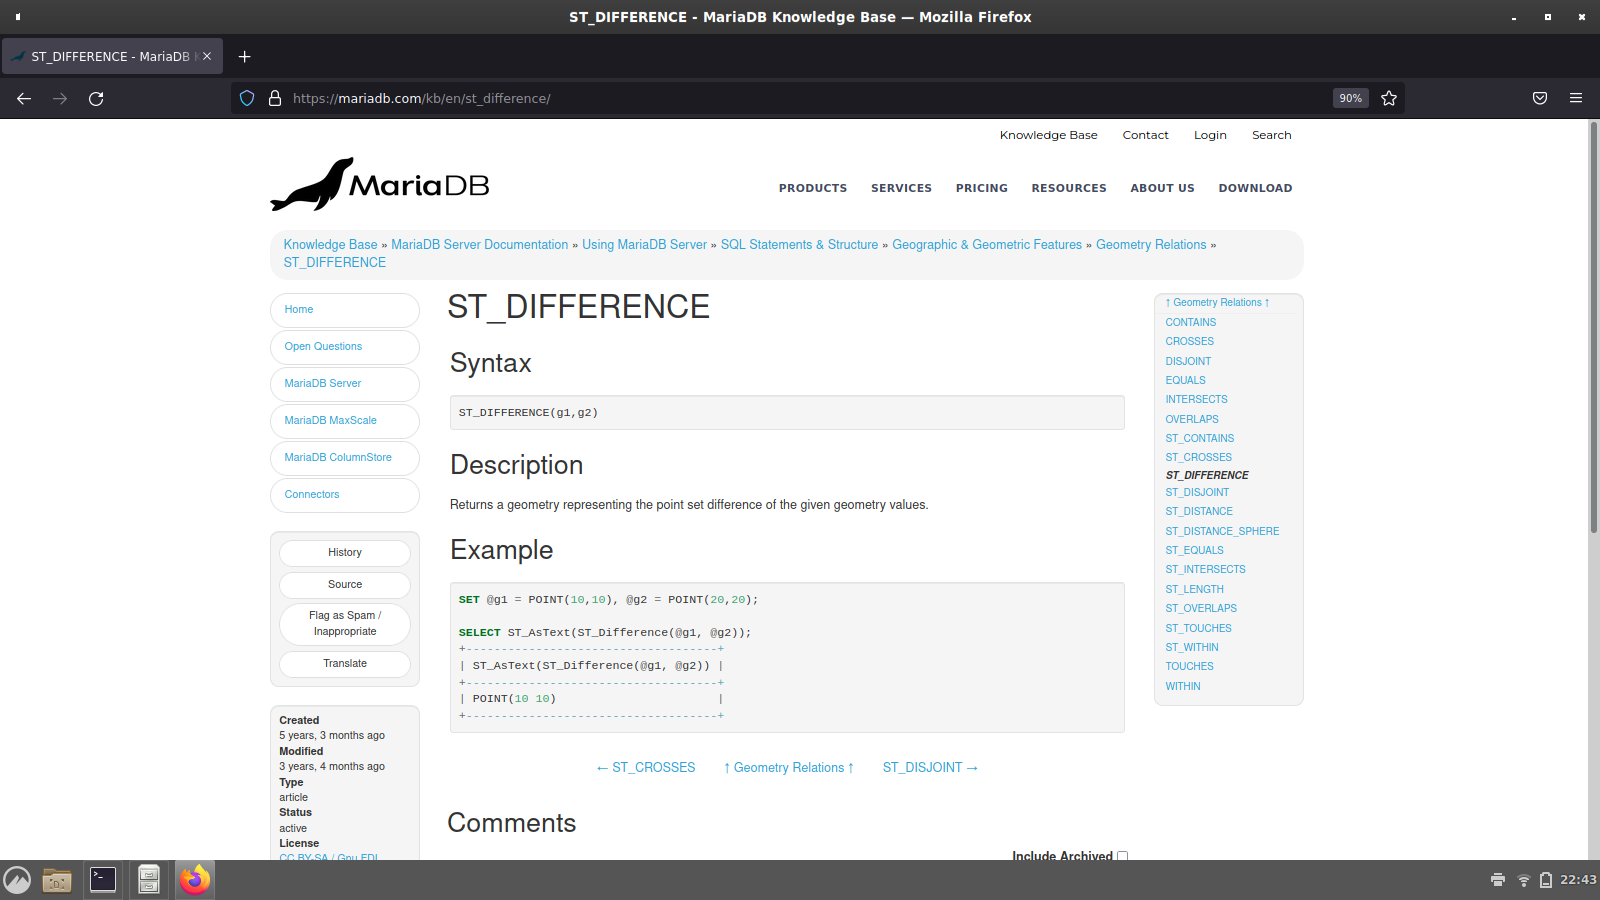 ST_DIFFERENCE - MariaDB Knowledge Base — Mozilla Firefox
ST_DIFFERENCE - MariaDB
https://mariadb.com/kb/en/st_difference/
90%
Knowledge Base Contact Login Search
MariaDB
PRODUCTS SERVICES PRICING RESOURCES ABOUT US DOWNLOAD
Knowledge Base » MariaDB Server Documentation » Using MariaDB Server » SQL Statements & Structure » Geographic & Geometric Features » Geometry Relations »
ST_DIFFERENCE
Home
Open Questions
MariaDB Server
MariaDB MaxScale
MariaDB ColumnStore
Connectors
History
Source
Flag as Spam /
Inappropriate
Translate
Created
5 years, 3 months ago
Modified
3 years, 4 months ago
Type
article
Status
active
License
CC BY-SA / Gnu FDL
ST_DIFFERENCE
Syntax
ST_DIFFERENCE(g1,g2)
Description
Returns a geometry representing the point set difference of the given geometry values.
Example
SET @g1 = POINT(10,10), @g2 = POINT(20,20);
SELECT ST_AsText(ST_Difference(@g1, @g2));
+------------------------------------+
| ST_AsText(ST_Difference(@g1, @g2)) |
+------------------------------------+
| POINT(10 10)                       |
+------------------------------------+
← ST_CROSSES ↑ Geometry Relations ↑ ST_DISJOINT →
Comments
Include Archived
↑ Geometry Relations ↑
CONTAINS
CROSSES
DISJOINT
EQUALS
INTERSECTS
OVERLAPS
ST_CONTAINS
ST_CROSSES
ST_DIFFERENCE
ST_DISJOINT
ST_DISTANCE
ST_DISTANCE_SPHERE
ST_EQUALS
ST_INTERSECTS
ST_LENGTH
ST_OVERLAPS
ST_TOUCHES
ST_WITHIN
TOUCHES
WITHIN
22:43